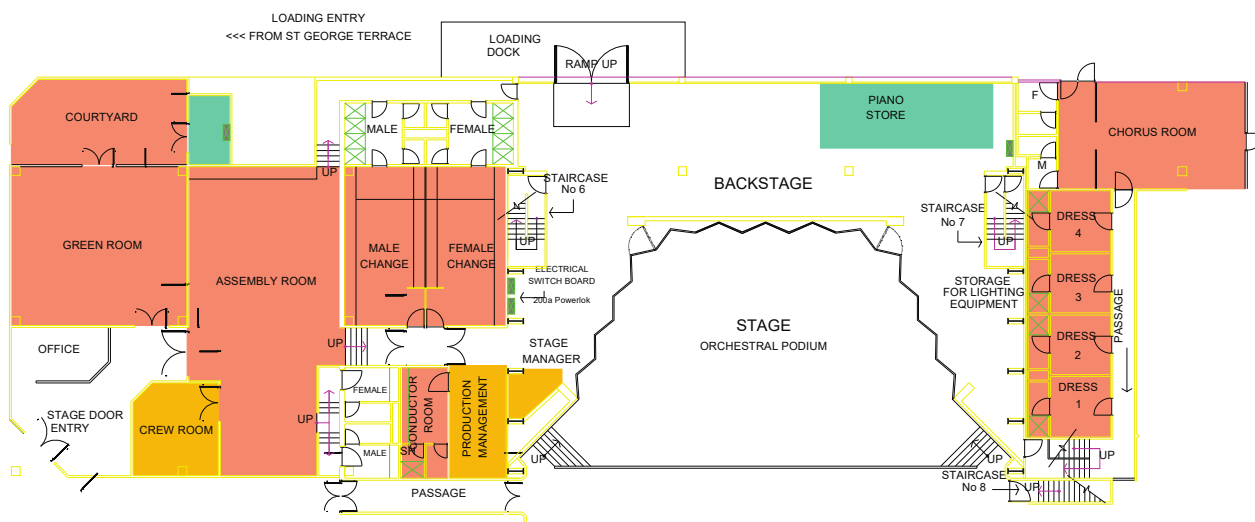 LOADING ENTRY
<<< FROM ST GEORGE TERRACE
LOADING
DOCK
RAMP UP
COURTYARD
MALE
FEMALE
PIANO
STORE
F
CHORUS ROOM
M
UP
STAIRCASE
No 6
BACKSTAGE
STAIRCASE
No 7
DRESS
4
GREEN ROOM
MALE
CHANGE
FEMALE
CHANGE
UP
UP
ASSEMBLY ROOM
ELECTRICAL
SWITCH BOARD
200a Powerlok
STORAGE
FOR LIGHTING
EQUIPMENT
DRESS
3
STAGE
ORCHESTRAL PODIUM
PASSAGE
OFFICE
UP
STAGE
MANAGER
DRESS
2
FEMALE
CONDUCTOR
ROOM
PRODUCTION
MANAGEMENT
DRESS
1
STAGE DOOR
ENTRY
CREW ROOM
UP
MALE
SH
UP
UP
UP
STAIRCASE
No 8
UP
PASSAGE